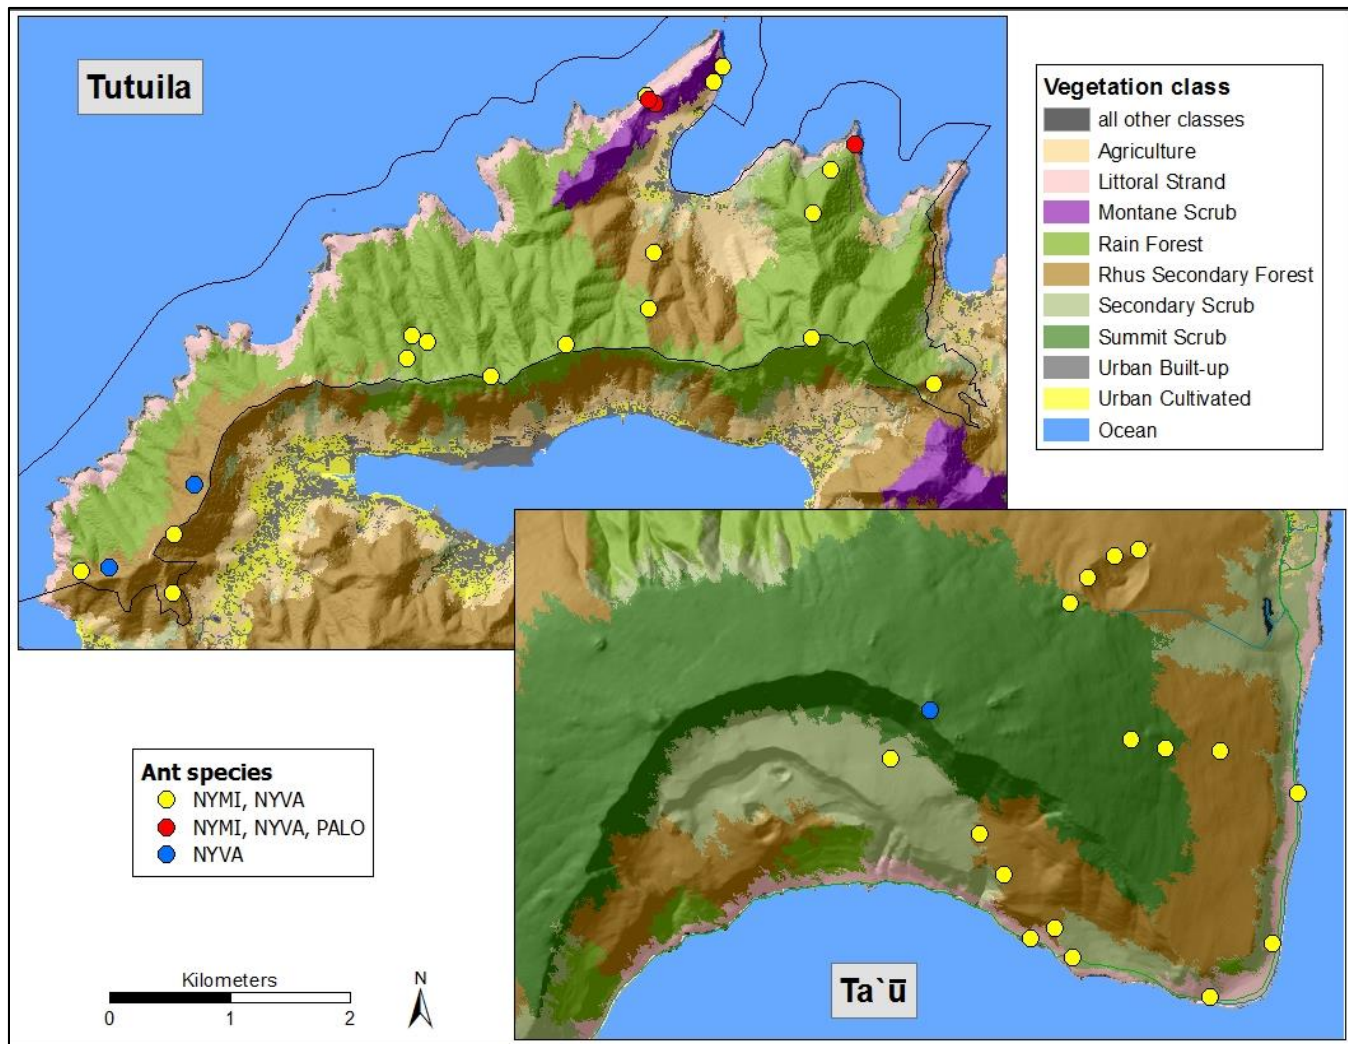 Tutuila
Vegetation class
all other classes
Agriculture
Littoral Strand
Montane Scrub
Rain Forest
Rhus Secondary Forest
Secondary Scrub
Summit Scrub
Urban Built-up
Urban Cultivated
Ocean
Ant species
NYMI, NYVA
NYMI, NYVA, PALO
NYVA
Kilometers
0 1 2
N
Ta`ū